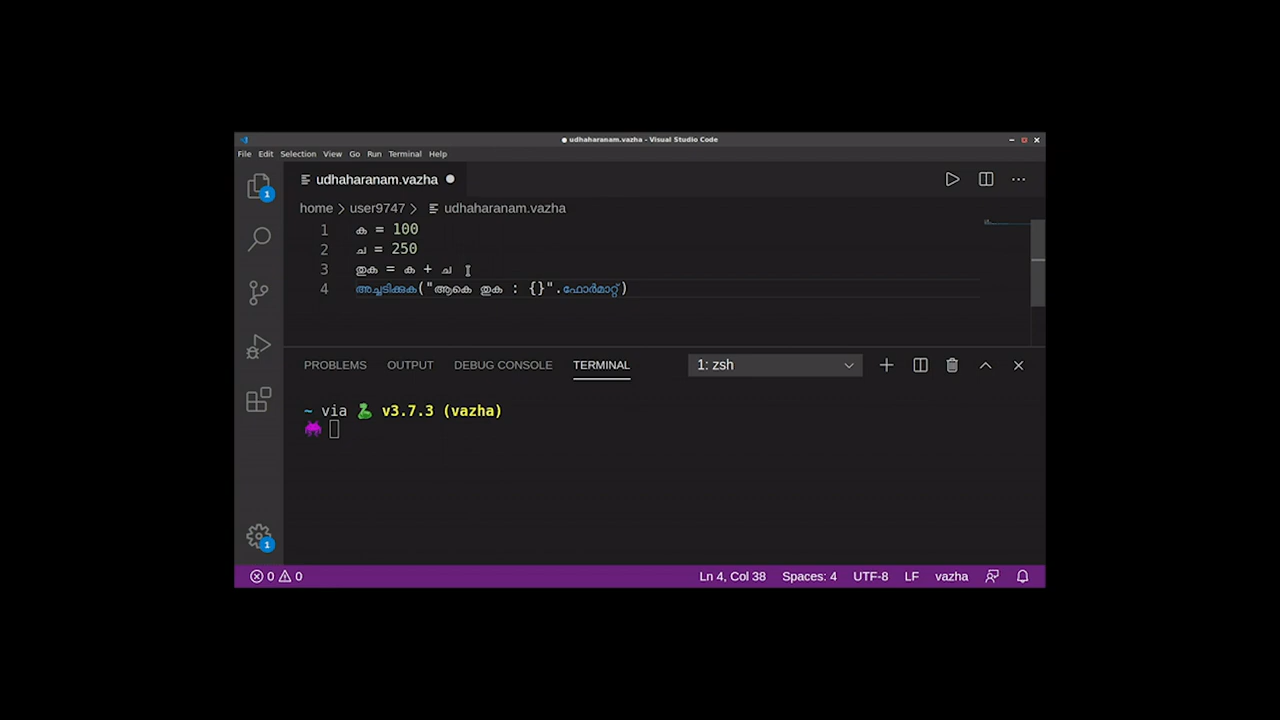 udhaharanam.vazha - Visual Studio Code
File Edit Selection View Go Run Terminal Help
1 udhaharanam.vazha
home > user9747 > udhaharanam.vazha
1 ക = 100
2 ച = 250
3 തുക = ക + ച
4 അച്ചടിക്കുക("ആകെ തുക : {}".ഫോർമാറ്റ്)
PROBLEMS OUTPUT DEBUG CONSOLE TERMINAL 1: zsh
~ via v3.7.3 (vazha)
1
0 0 Ln 4, Col 38 Spaces: 4 UTF-8 LF vazha